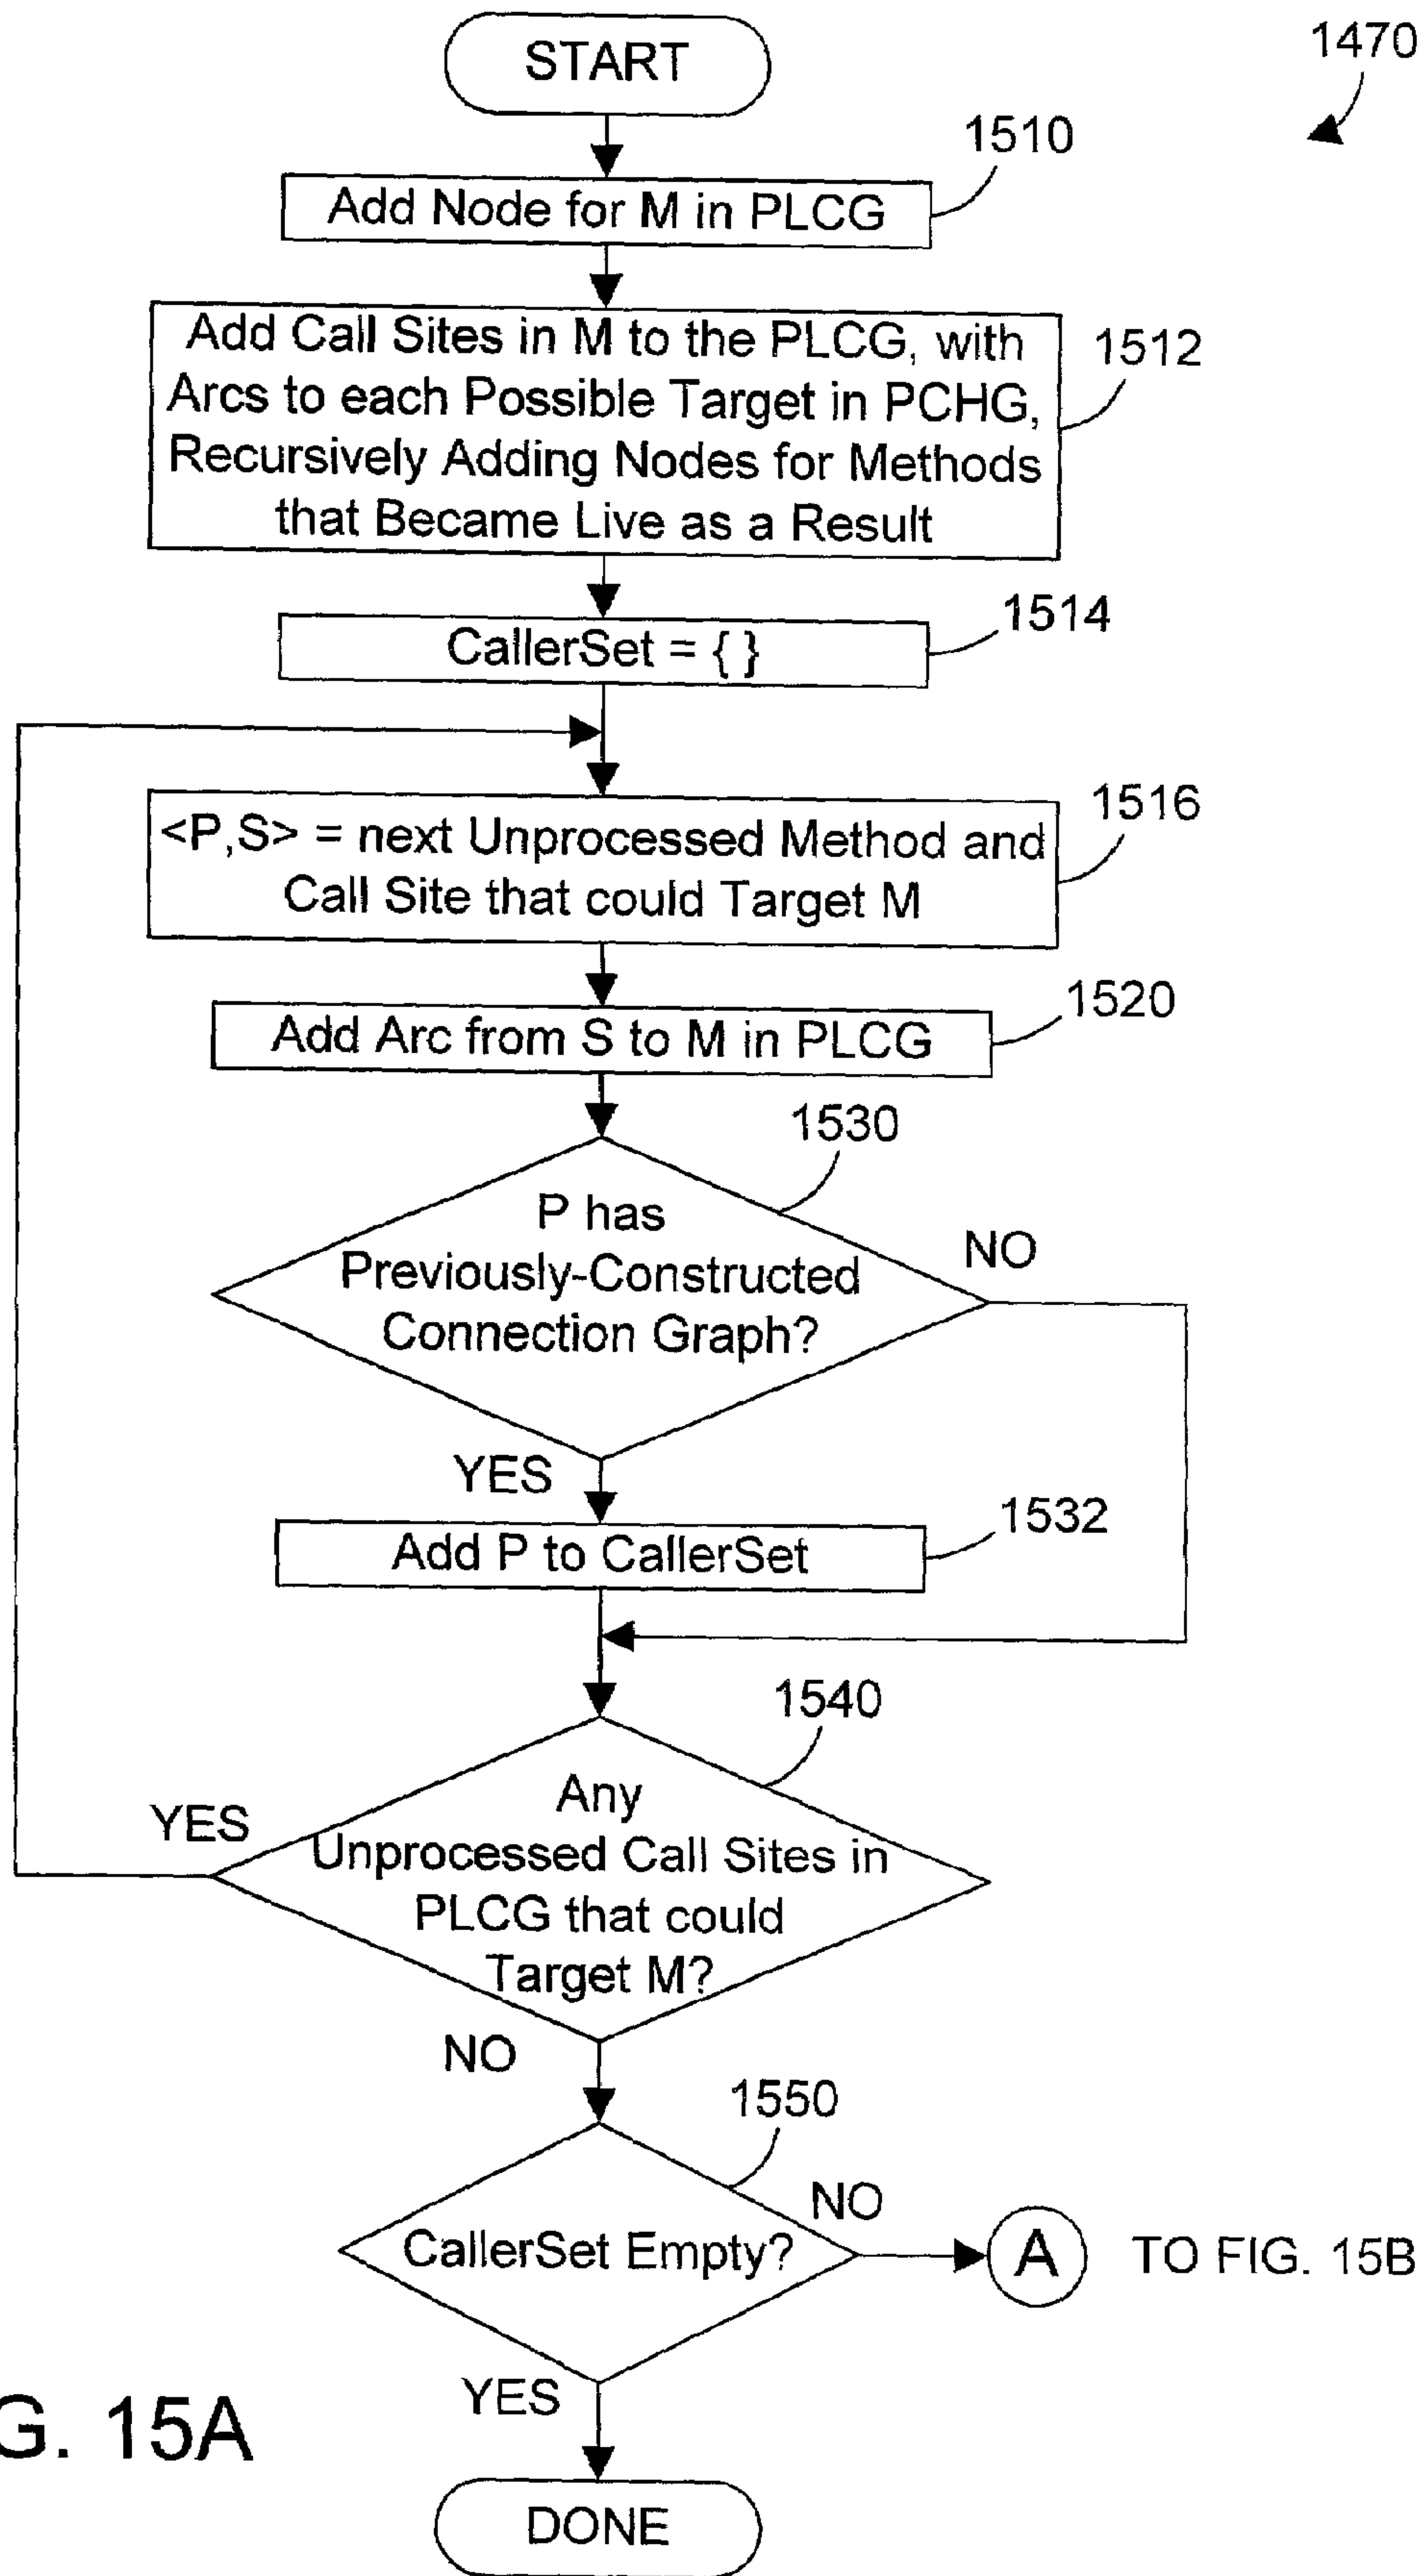 START
1470
1510
Add Node for M in PLCG
Add Call Sites in M to the PLCG, with
Arcs to each Possible Target in PCHG,
Recursively Adding Nodes for Methods
that Became Live as a Result
1512
CallerSet = { }
1514
<P,S> = next Unprocessed Method and
Call Site that could Target M
1516
Add Arc from S to M in PLCG
1520
1530
P has
Previously-Constructed
Connection Graph?
NO
YES
Add P to CallerSet
1532
1540
Any
Unprocessed Call Sites in
PLCG that could
Target M?
YES
NO
1550
CallerSet Empty?
NO
A
TO FIG. 15B
YES
G. 15A
DONE